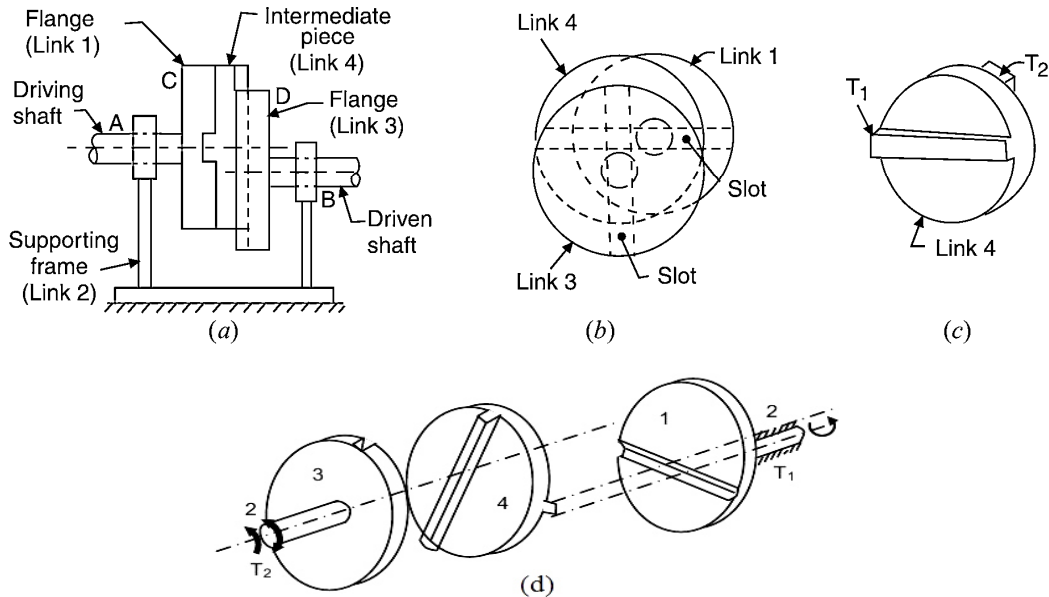 Flange
(Link 1)
Intermediate
piece
(Link 4)
C
D
Flange
(Link 3)
Driving
shaft
A
B
Driven
shaft
Supporting
frame
(Link 2)
(a)
Link 4
Link 1
Slot
Slot
Link 3
(b)
T2
T1
Link 4
(c)
3
2
T2
4
1
2
T1
(d)